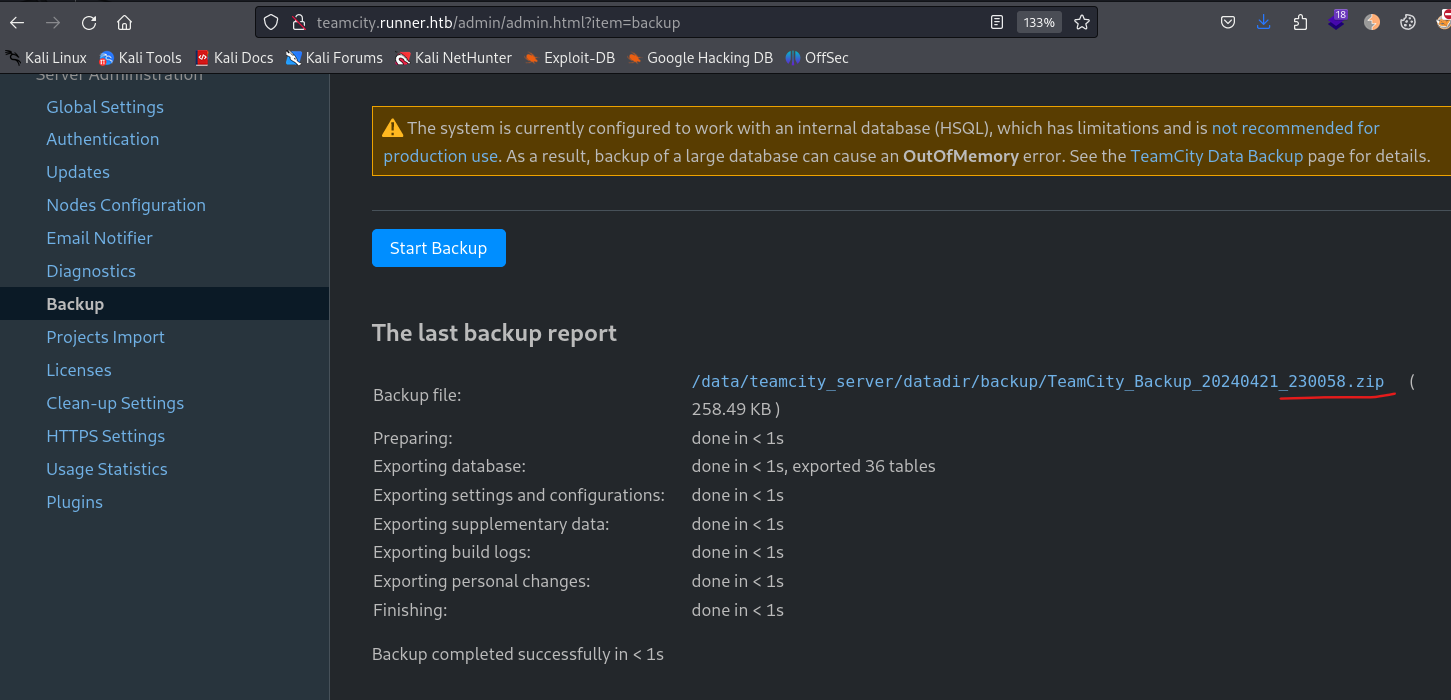 teamcity.runner.htb/admin/admin.html?item=backup
133%
18
Kali Linux Kali Tools Kali Docs Kali Forums Kali NetHunter Exploit-DB Google Hacking DB OffSec
Server Administration
Global Settings
Authentication
Updates
Nodes Configuration
Email Notifier
Diagnostics
Backup
Projects Import
Licenses
Clean-up Settings
HTTPS Settings
Usage Statistics
Plugins
The system is currently configured to work with an internal database (HSQL), which has limitations and is not recommended for
production use. As a result, backup of a large database can cause an OutOfMemory error. See the TeamCity Data Backup page for details.
Start Backup
The last backup report
Backup file: /data/teamcity_server/datadir/backup/TeamCity_Backup_20240421_230058.zip (
258.49 KB )
Preparing: done in < 1s
Exporting database: done in < 1s, exported 36 tables
Exporting settings and configurations: done in < 1s
Exporting supplementary data: done in < 1s
Exporting build logs: done in < 1s
Exporting personal changes: done in < 1s
Finishing: done in < 1s
Backup completed successfully in < 1s